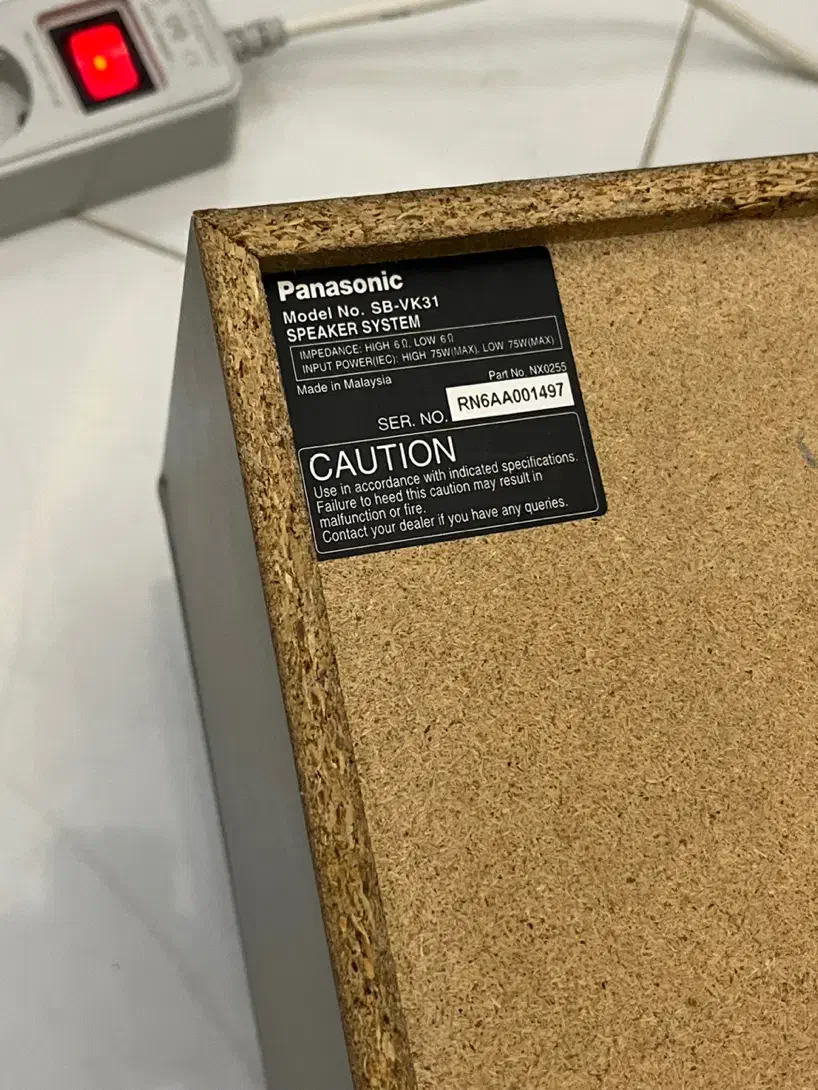 Panasonic
Model No. SB-VK31
SPEAKER SYSTEM
IMPEDANCE: HIGH 6Ω, LOW 6Ω
INPUT POWER(IEC): HIGH 75W(MAX), LOW 75W(MAX)
Made in Malaysia
Part No. NX0255
SER. NO. RN6AA001497
CAUTION
Use in accordance with indicated specifications.
Failure to heed this caution may result in
malfunction or fire.
Contact your dealer if you have any queries.